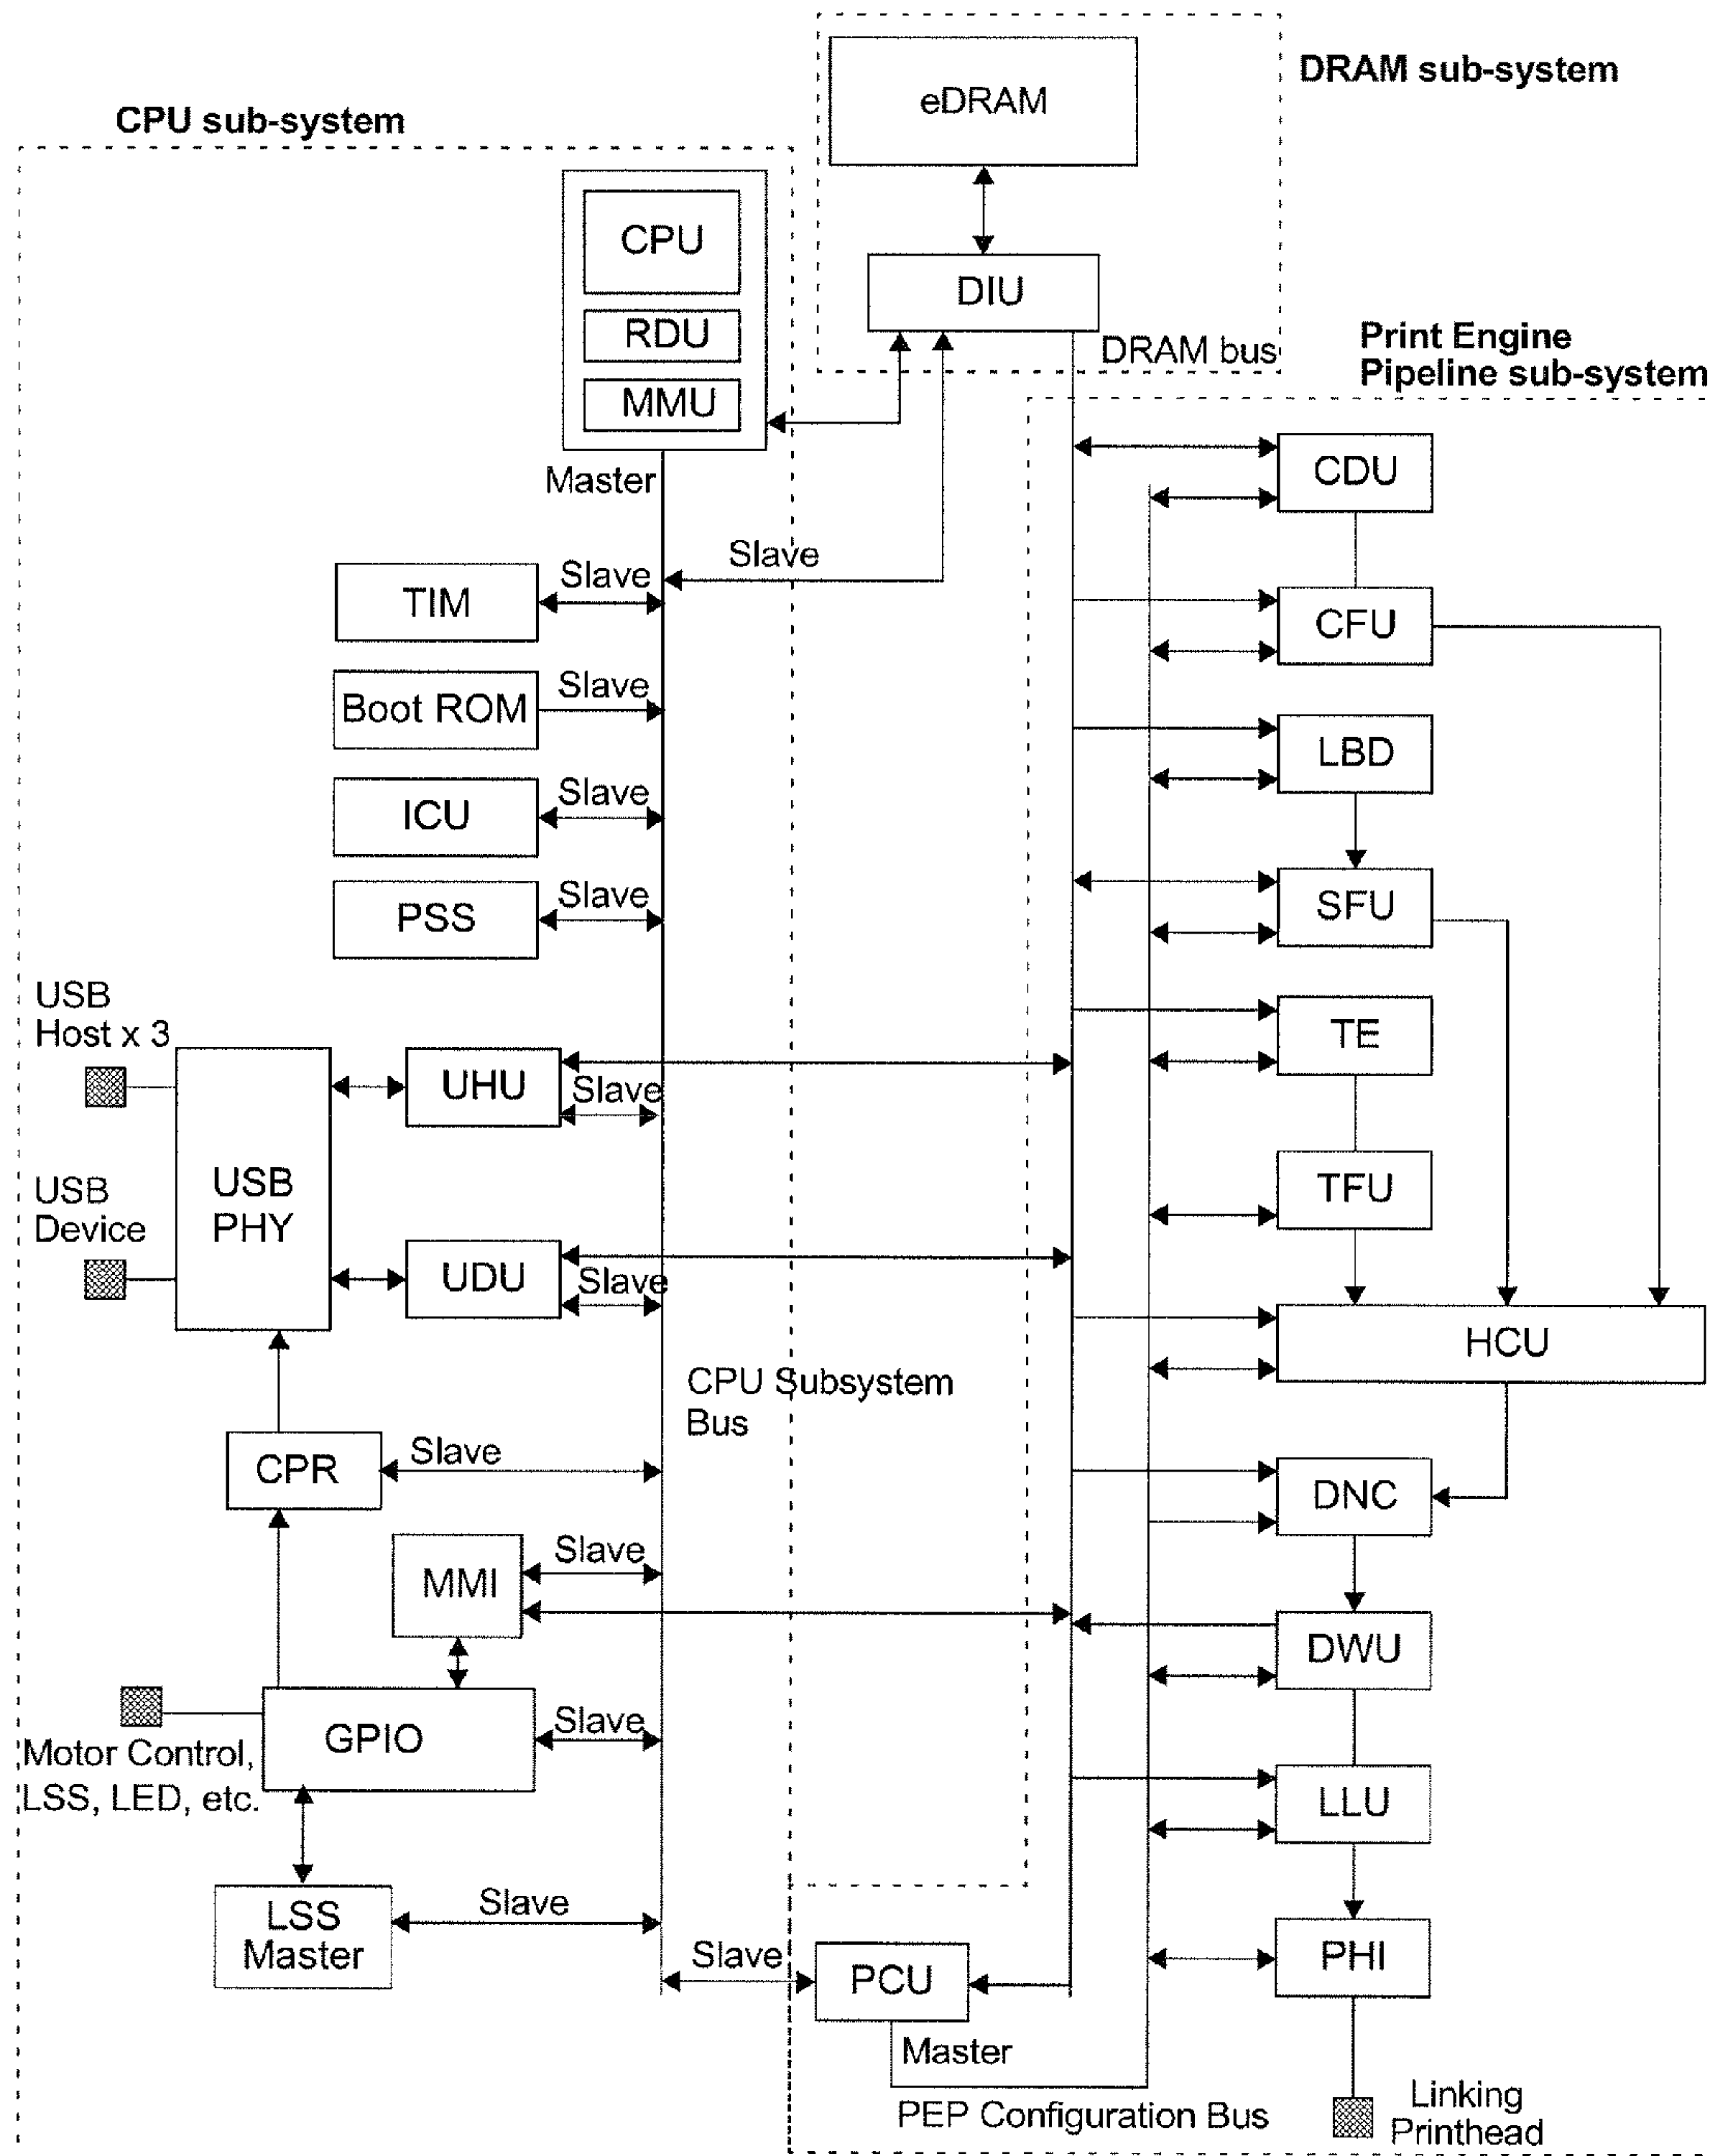 DRAM sub-system
eDRAM
CPU sub-system
CPU
RDU
MMU
DIU
DRAM bus
Print Engine
Pipeline sub-system
Master
CDU
Slave
Slave
TIM
CFU
Slave
Boot ROM
LBD
Slave
ICU
Slave
PSS
SFU
USB
Host x 3
TE
UHU
Slave
USB
Device
USB
PHY
TFU
UDU
Slave
HCU
CPU Subsystem
Bus
CPR
Slave
DNC
MMI
Slave
DWU
GPIO
Slave
Motor Control,
LSS, LED, etc.
LLU
LSS
Master
Slave
Slave
PCU
PHI
Master
PEP Configuration Bus
Linking
Printhead